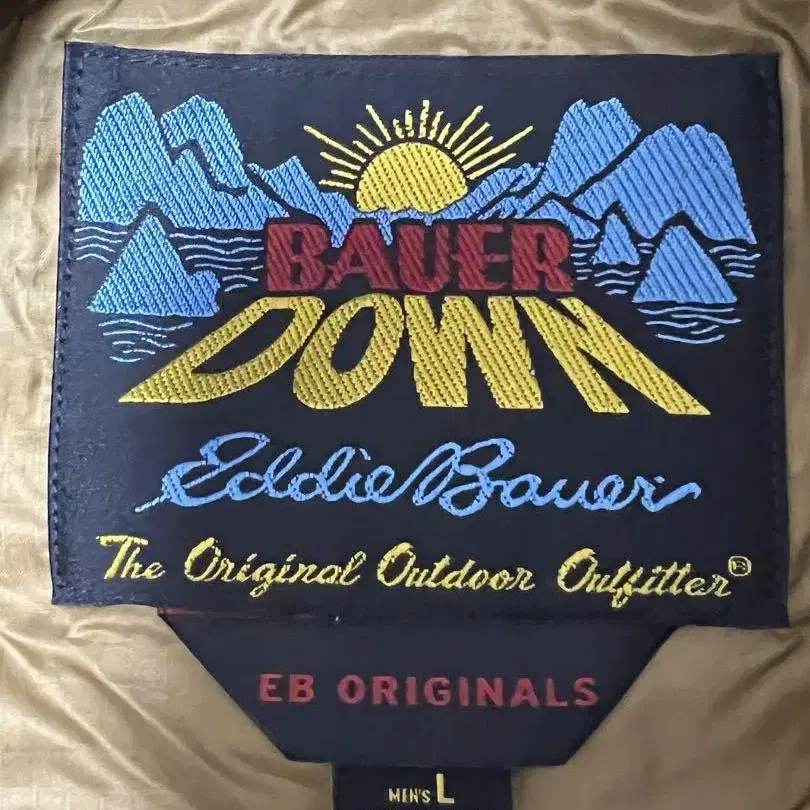 BAUER
DOWN
Eddie Bauer
The Original Outdoor Outfitter®
EB ORIGINALS
MEN'S L